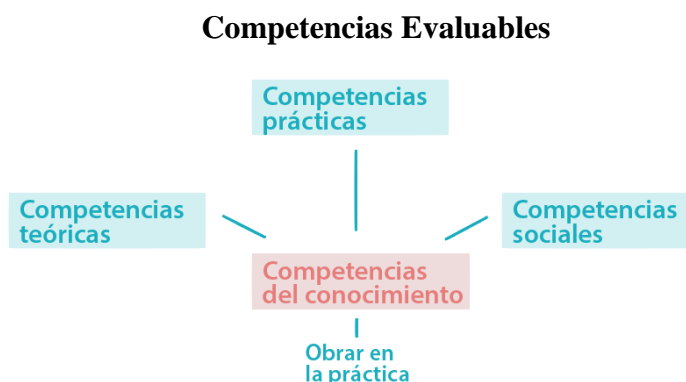 Competencias Evaluables
Competencias
prácticas
Competencias
teóricas
Competencias
sociales
Competencias
del conocimiento
Obrar en
la práctica